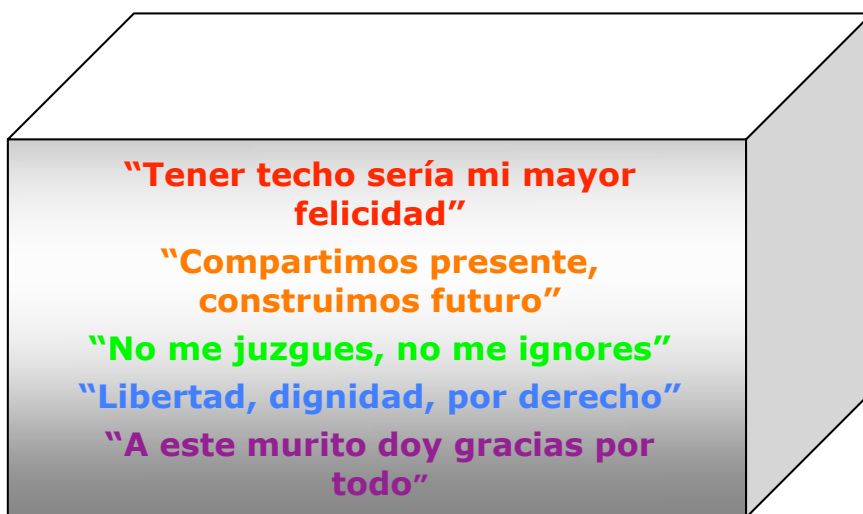 “Tener techo sería mi mayor
felicidad”
“Compartimos presente,
construimos futuro”
“No me juzgues, no me ignores”
“Libertad, dignidad, por derecho”
“A este murito doy gracias por
todo”